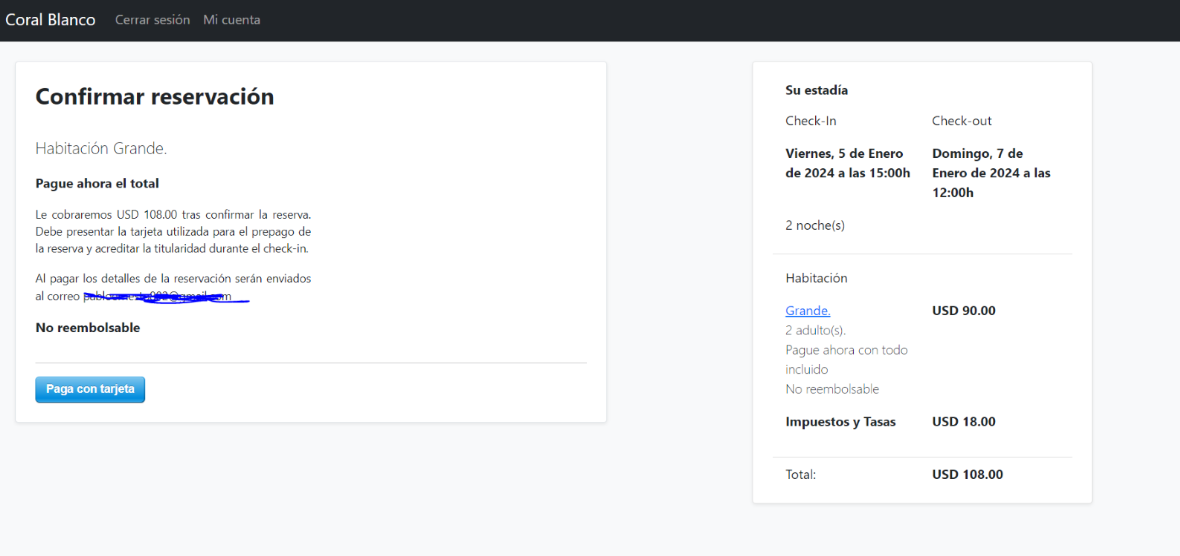 Coral Blanco Cerrar sesión Mi cuenta
Confirmar reservación
Habitación Grande.
Pague ahora el total
Le cobraremos USD 108.00 tras confirmar la reserva.
Debe presentar la tarjeta utilizada para el prepago de
la reserva y acreditar la titularidad durante el check-in.
Al pagar los detalles de la reservación serán enviados
al correo
No reembolsable
Paga con tarjeta
Su estadía
Check-In Check-out
Viernes, 5 de Enero Domingo, 7 de
de 2024 a las 15:00h Enero de 2024 a las
12:00h
2 noche(s)
Habitación
Grande. USD 90.00
2 adulto(s).
Pague ahora con todo
incluido
No reembolsable
Impuestos y Tasas USD 18.00
Total: USD 108.00